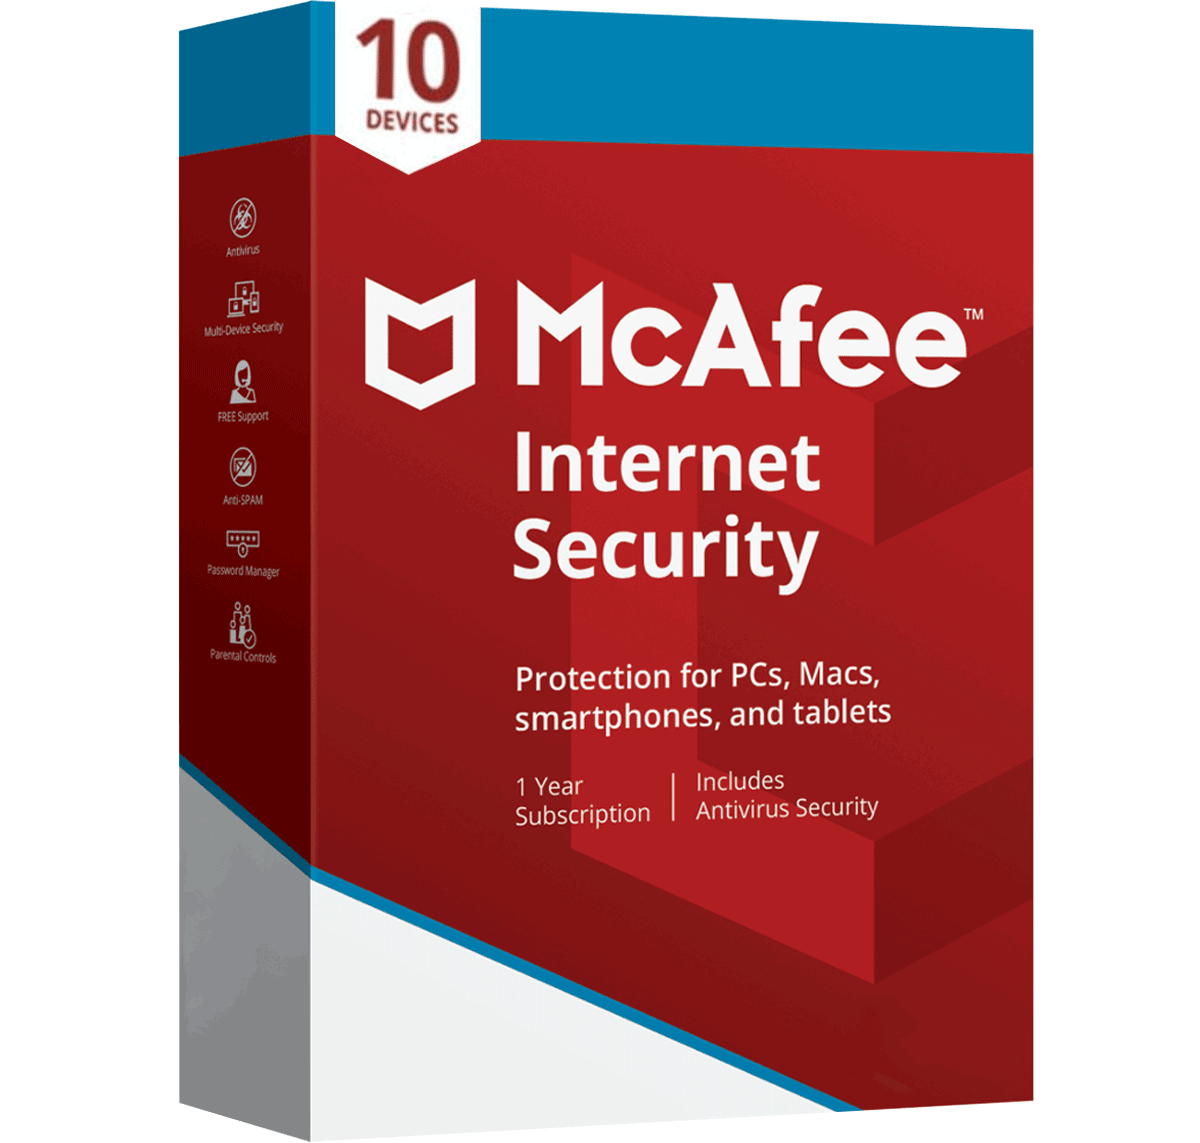 10
DEVICES
McAfee™
Internet
Security
Protection for PCs, Macs,
smartphones, and tablets
1 Year
Subscription
Includes
Antivirus Security
Antivirus
Multi-Device Security
FREE Support
Anti-SPAM
Password Manager
Parental Controls